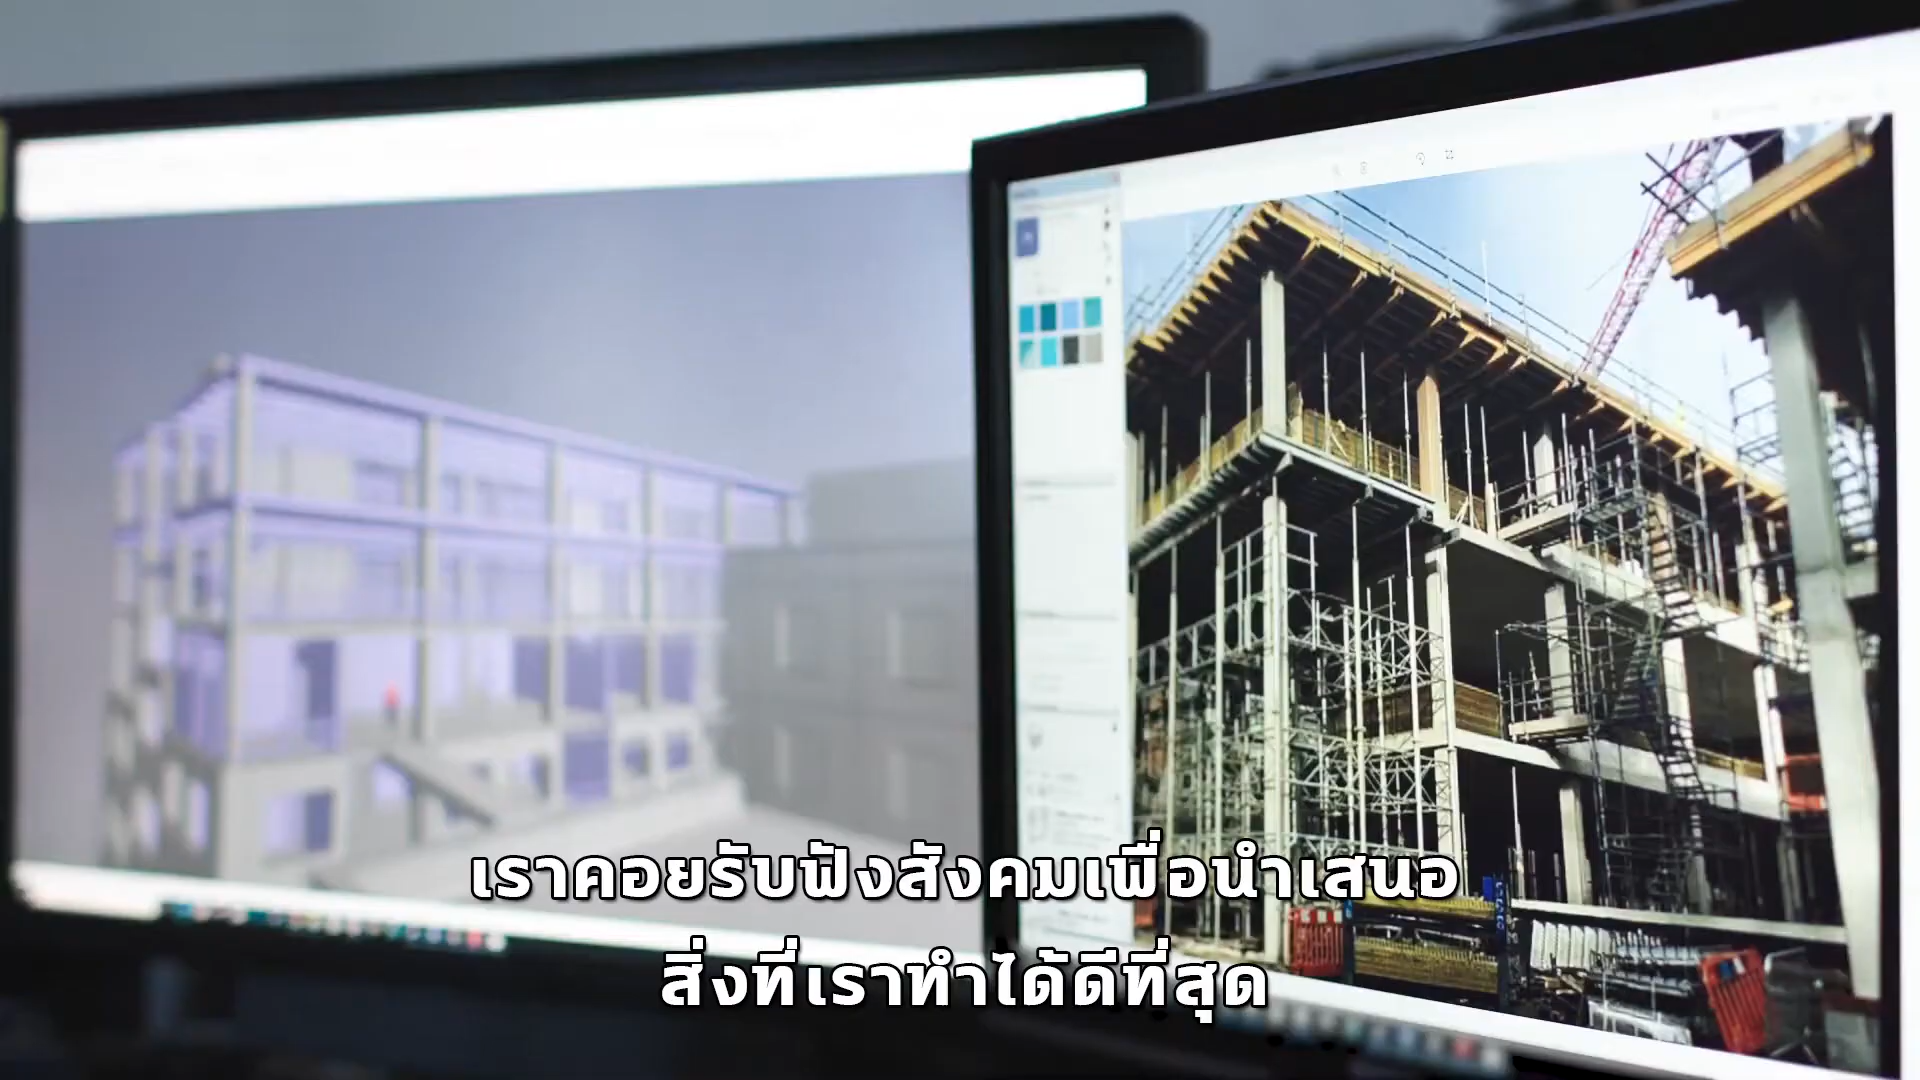 เราคอยรับฟังสังคมเพื่อนำเสนอ
สิ่งที่เราทำได้ดีที่สุด